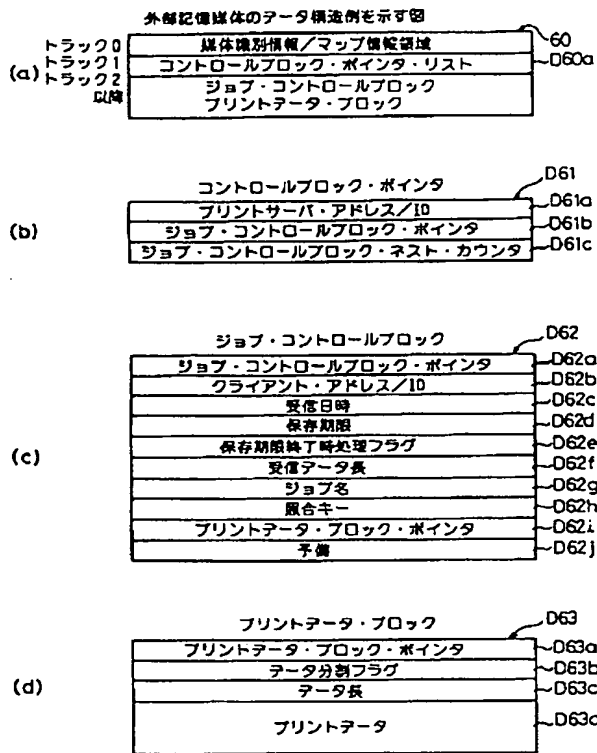 外部記憶媒体のデータ構造例を示す図
60
トラック0 媒体識別情報／マップ情報領域
(a) トラック1 コントロールブロック・ポインタ・リスト D60a
トラック2以降 ジョブ・コントロールブロック
プリントデータ・ブロック
コントロールブロック・ポインタ D61
プリントサーバ・アドレス／ID D61a
(b) ジョブ・コントロールブロック・ポインタ D61b
ジョブ・コントロールブロック・ネスト・カウンタ D61c
ジョブ・コントロールブロック D62
ジョブ・コントロールブロック・ポインタ D62a
クライアント・アドレス／ID D62b
受信日時 D62c
保存期限 D62d
(c) 保存期限終了時処理フラグ D62e
受信データ長 D62f
ジョブ名 D62g
照合キー D62h
プリントデータ・ブロック・ポインタ D62i
予備 D62j
プリントデータ・ブロック D63
プリントデータ・ブロック・ポインタ D63a
(d) データ分割フラグ D63b
データ長 D63c
プリントデータ D63d